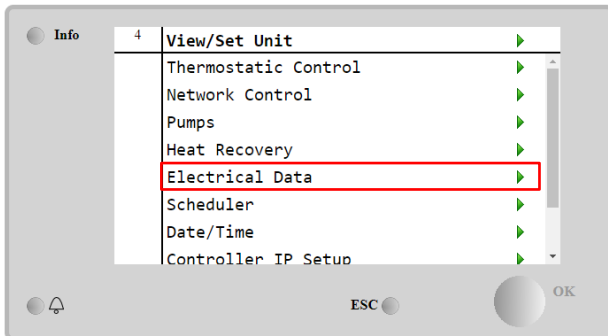 Info
4 View/Set Unit
Thermostatic Control
Network Control
Pumps
Heat Recovery
Electrical Data
Scheduler
Date/Time
Controller IP Setup
ESC
OK